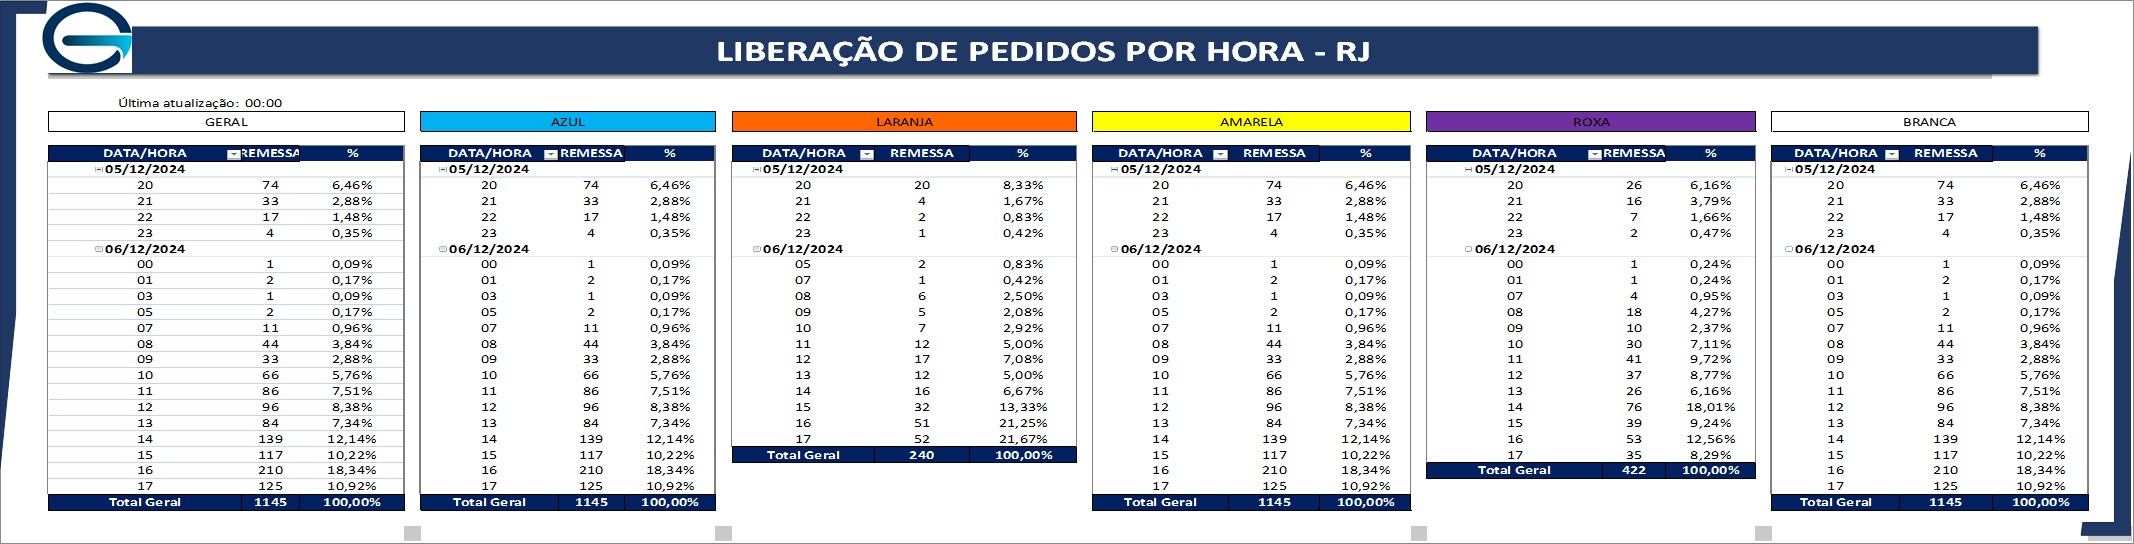 LIBERAÇÃO DE PEDIDOS POR HORA - RJ
Última atualização: 00:00
GERAL AZUL LARANJA AMARELA ROXA BRANCA
DATA/HORA REMESSA % DATA/HORA REMESSA % DATA/HORA REMESSA % DATA/HORA REMESSA % DATA/HORA REMESSA % DATA/HORA REMESSA %
05/12/2024 05/12/2024 05/12/2024 05/12/2024 05/12/2024 05/12/2024
20 74 6,46% 20 74 6,46% 20 20 8,33% 20 74 6,46% 20 26 6,16% 20 74 6,46%
21 33 2,88% 21 33 2,88% 21 4 1,67% 21 33 2,88% 21 16 3,79% 21 33 2,88%
22 17 1,48% 22 17 1,48% 22 2 0,83% 22 17 1,48% 22 7 1,66% 22 17 1,48%
23 4 0,35% 23 4 0,35% 23 1 0,42% 23 4 0,35% 23 2 0,47% 23 4 0,35%
06/12/2024 06/12/2024 06/12/2024 06/12/2024 06/12/2024 06/12/2024
00 1 0,09% 00 1 0,09% 05 2 0,83% 00 1 0,09% 00 1 0,24% 00 1 0,09%
01 2 0,17% 01 2 0,17% 07 1 0,42% 01 2 0,17% 01 1 0,24% 01 2 0,17%
03 1 0,09% 03 1 0,09% 08 6 2,50% 03 1 0,09% 07 4 0,95% 03 1 0,09%
05 2 0,17% 05 2 0,17% 09 5 2,08% 05 2 0,17% 08 18 4,27% 05 2 0,17%
07 11 0,96% 07 11 0,96% 10 7 2,92% 07 11 0,96% 09 10 2,37% 07 11 0,96%
08 44 3,84% 08 44 3,84% 11 12 5,00% 08 44 3,84% 10 30 7,11% 08 44 3,84%
09 33 2,88% 09 33 2,88% 12 17 7,08% 09 33 2,88% 11 41 9,72% 09 33 2,88%
10 66 5,76% 10 66 5,76% 13 12 5,00% 10 66 5,76% 12 37 8,77% 10 66 5,76%
11 86 7,51% 11 86 7,51% 14 16 6,67% 11 86 7,51% 13 26 6,16% 11 86 7,51%
12 96 8,38% 12 96 8,38% 15 32 13,33% 12 96 8,38% 14 76 18,01% 12 96 8,38%
13 84 7,34% 13 84 7,34% 16 51 21,25% 13 84 7,34% 15 39 9,24% 13 84 7,34%
14 139 12,14% 14 139 12,14% 17 52 21,67% 14 139 12,14% 16 53 12,56% 14 139 12,14%
15 117 10,22% 15 117 10,22% Total Geral 240 100,00% 15 117 10,22% 17 35 8,29% 15 117 10,22%
16 210 18,34% 16 210 18,34% 16 210 18,34% Total Geral 422 100,00% 16 210 18,34%
17 125 10,92% 17 125 10,92% 17 125 10,92% 17 125 10,92%
Total Geral 1145 100,00% Total Geral 1145 100,00% Total Geral 1145 100,00% Total Geral 1145 100,00%